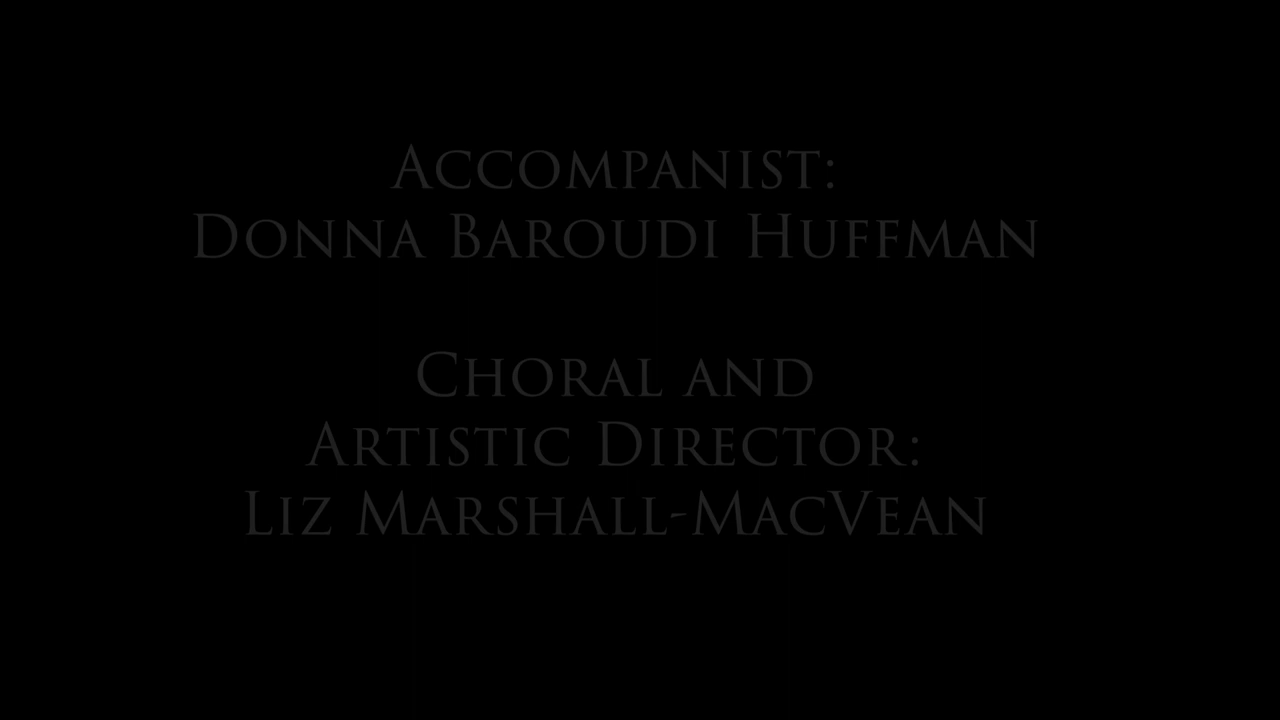 Accompanist:
Donna Baroudi Huffman
Choral and
Artistic Director:
Liz Marshall-MacVean